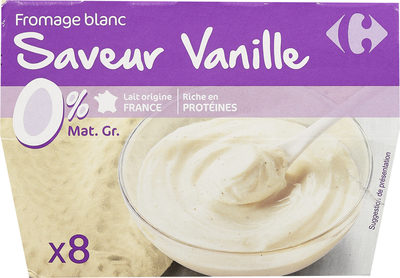 Fromage blanc
Saveur Vanille
0%
Mat. Gr.
Lait origine
FRANCE
Riche en
PROTÉINES
x8
Suggestion de présentation